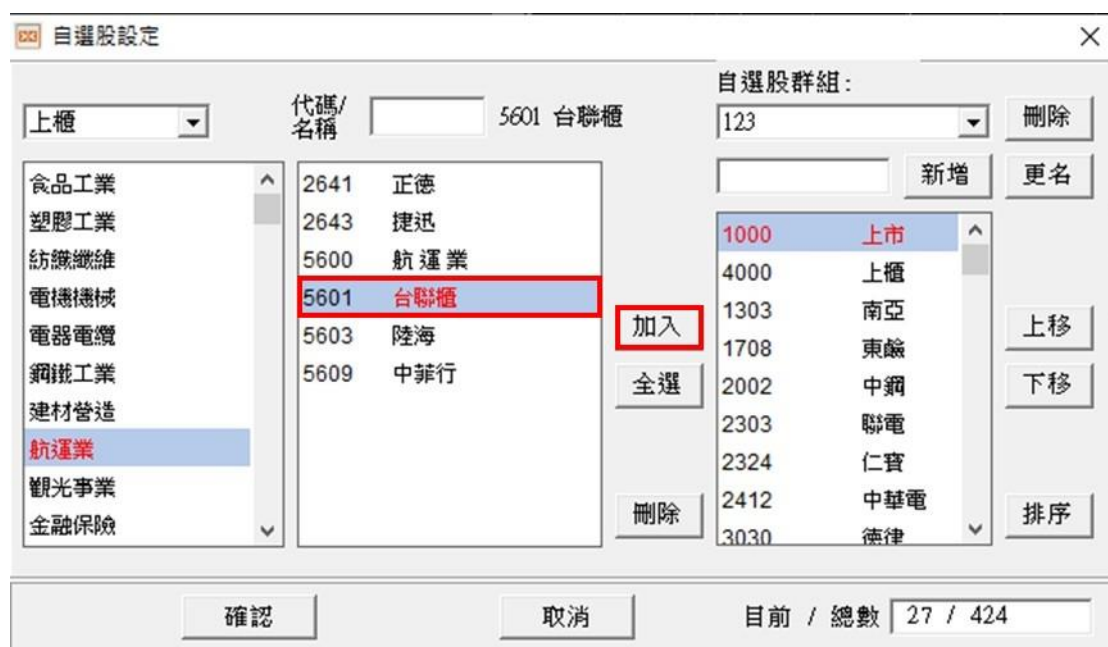 自選股設定
自選股群組:
上櫃
代碼/
名稱
5601 台聯櫃
123
刪除
新增
更名
食品工業
塑膠工業
紡織纖維
電機機械
電器電纜
鋼鐵工業
建材營造
航運業
觀光事業
金融保險
2641 正德
2643 捷迅
5600 航運業
5601 台聯櫃
5603 陸海
5609 中菲行
加入
全選
刪除
1000 上市
4000 上櫃
1303 南亞
1708 東鹼
2002 中鋼
2303 聯電
2324 仁寶
2412 中華電
3030 德律
上移
下移
排序
確認
取消
目前 / 總數 27 / 424